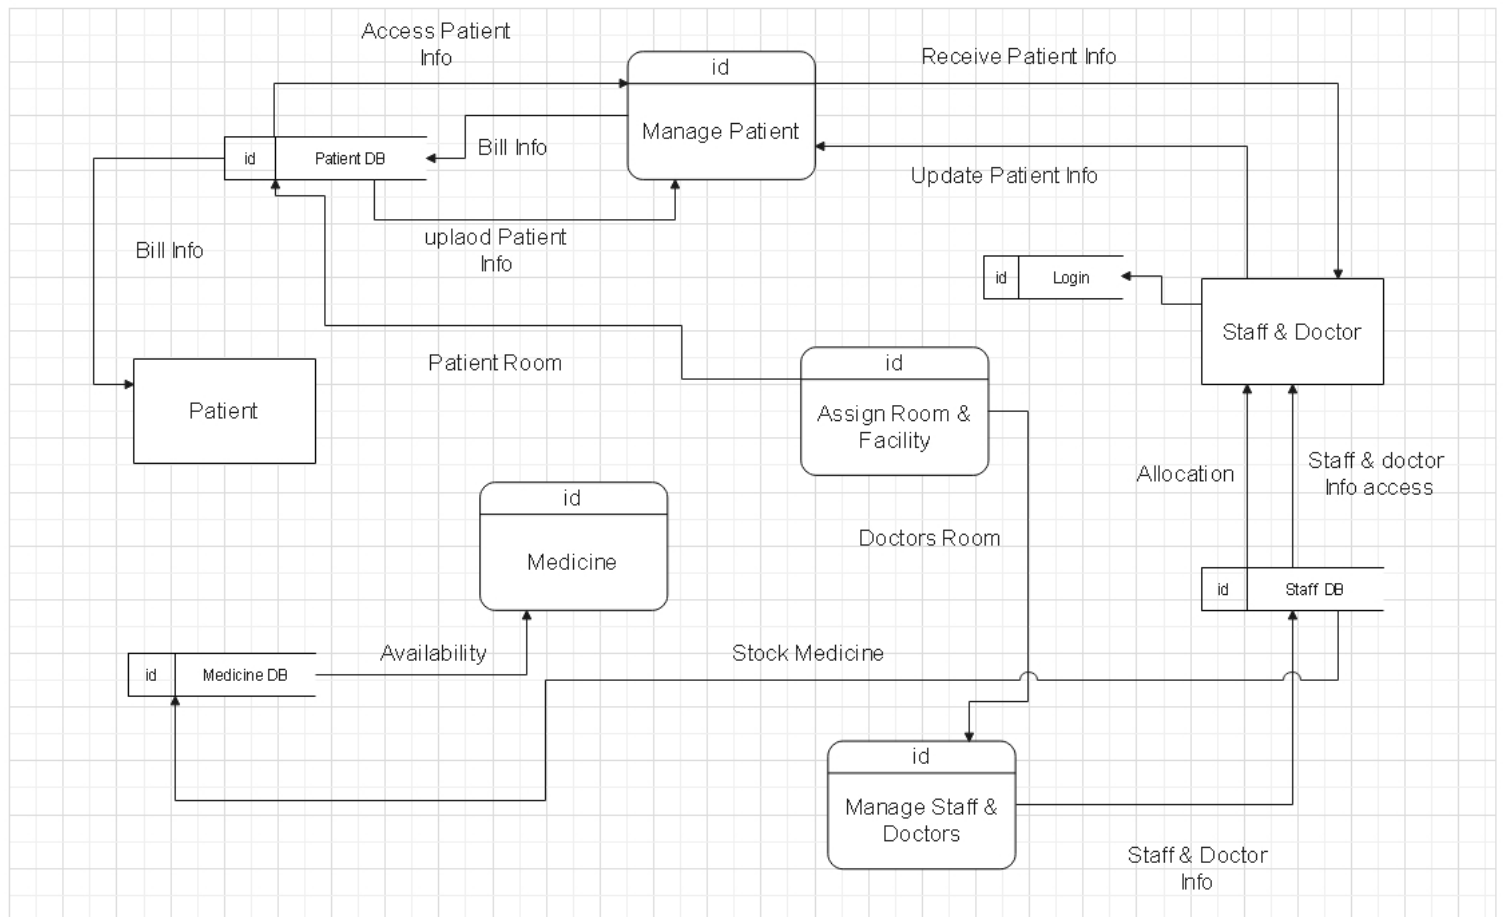 Access Patient
Info
id
Receive Patient Info
Manage Patient
Bill Info
id
Patient DB
Update Patient Info
uplaod Patient
Info
Bill Info
id
Login
Staff & Doctor
Patient Room
id
Patient
Assign Room &
Facility
Allocation
Staff & doctor
Info access
id
Medicine
Doctors Room
id
Staff DB
Availability
Stock Medicine
id
Medicine DB
id
Manage Staff &
Doctors
Staff & Doctor
Info